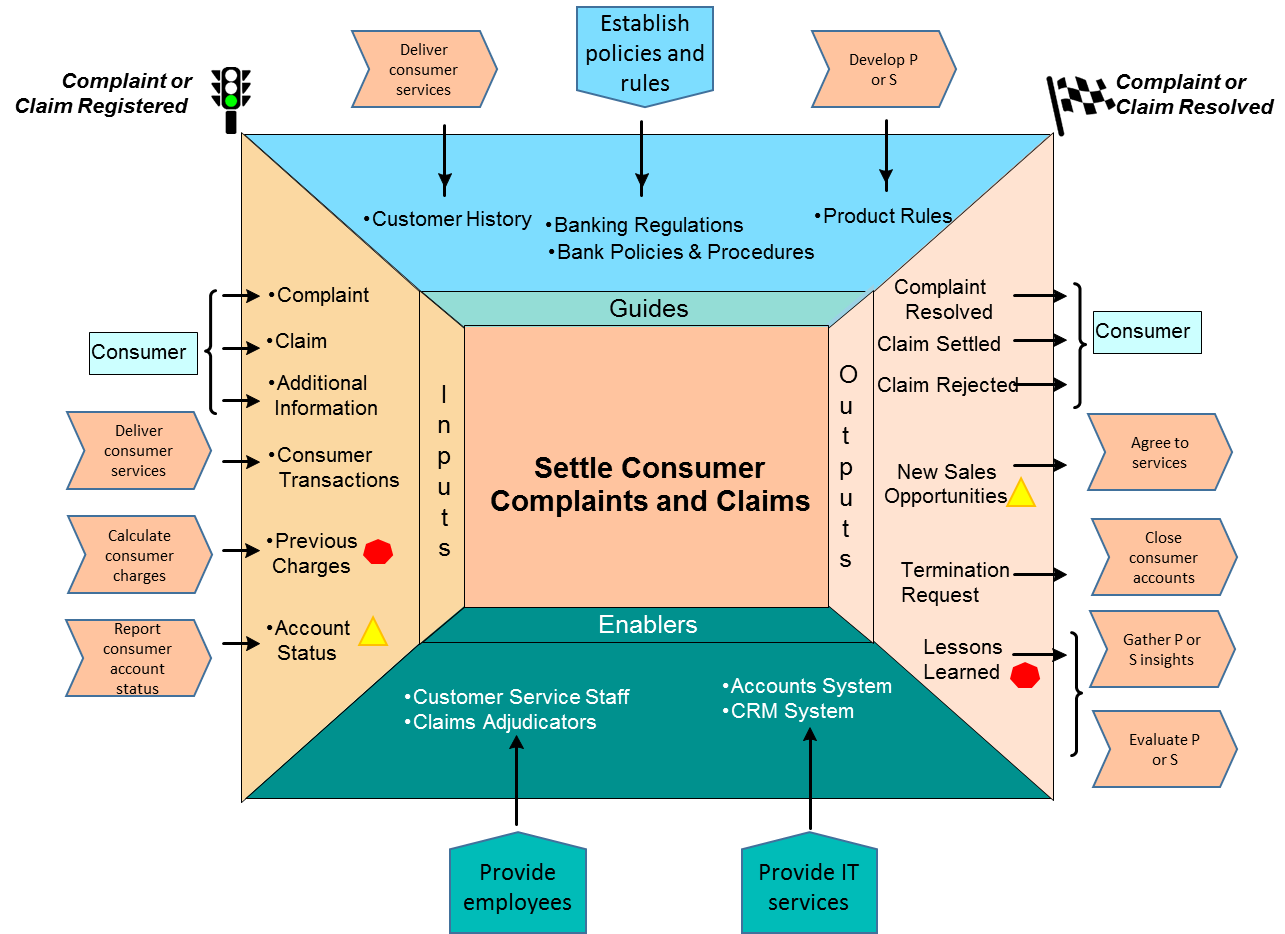 Establish
policies and
rules
Deliver
consumer
services
Develop P
or S
Complaint or
Claim Registered
Complaint or
Claim Resolved
•Customer History
•Banking Regulations
•Bank Policies & Procedures
•Product Rules
Guides
•Complaint
•Claim
•Additional
Information
•Consumer
Transactions
•Previous
Charges
•Account
Status
Consumer
Deliver
consumer
services
Calculate
consumer
charges
Report
consumer
account
status
Inputs
Settle Consumer
Complaints and Claims
Outputs
Complaint
Resolved
Claim Settled
Claim Rejected
New Sales
Opportunities
Termination
Request
Lessons
Learned
Consumer
Agree to
services
Close
consumer
accounts
Gather P or
S insights
Evaluate P
or S
Enablers
•Customer Service Staff
•Claims Adjudicators
•Accounts System
•CRM System
Provide
employees
Provide IT
services